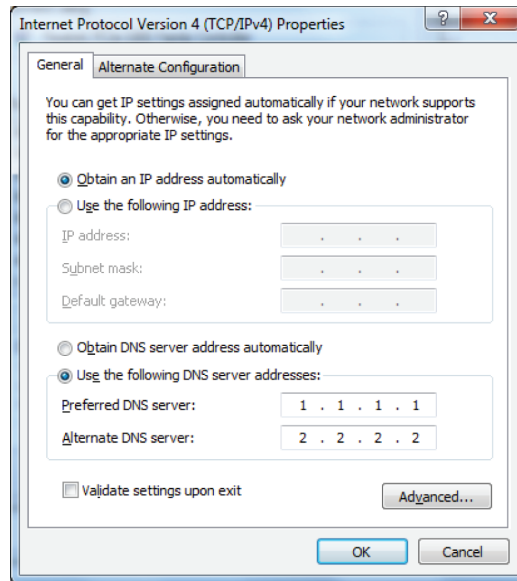 Internet Protocol Version 4 (TCP/IPv4) Properties
?
X
General
Alternate Configuration
You can get IP settings assigned automatically if your network supports
this capability. Otherwise, you need to ask your network administrator
for the appropriate IP settings.
Obtain an IP address automatically
Use the following IP address:
IP address: . . .
Subnet mask: . . .
Default gateway: . . .
Obtain DNS server address automatically
Use the following DNS server addresses:
Preferred DNS server: 1 . 1 . 1 . 1
Alternate DNS server: 2 . 2 . 2 . 2
Validate settings upon exit
Advanced...
OK
Cancel